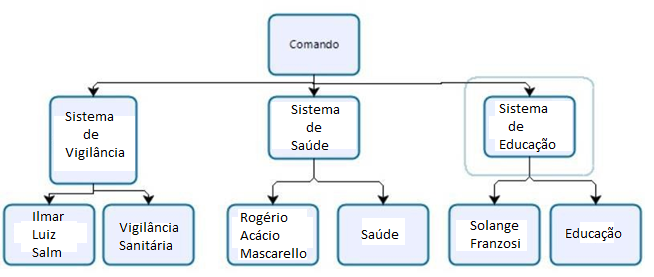 Comando
Sistema
de
Vigilância
Sistema
de
Saúde
Sistema
de
Educação
Ilmar
Luiz
Salm
Vigilância
Sanitária
Rogério
Acácio
Mascarello
Saúde
Solange
Franzosi
Educação